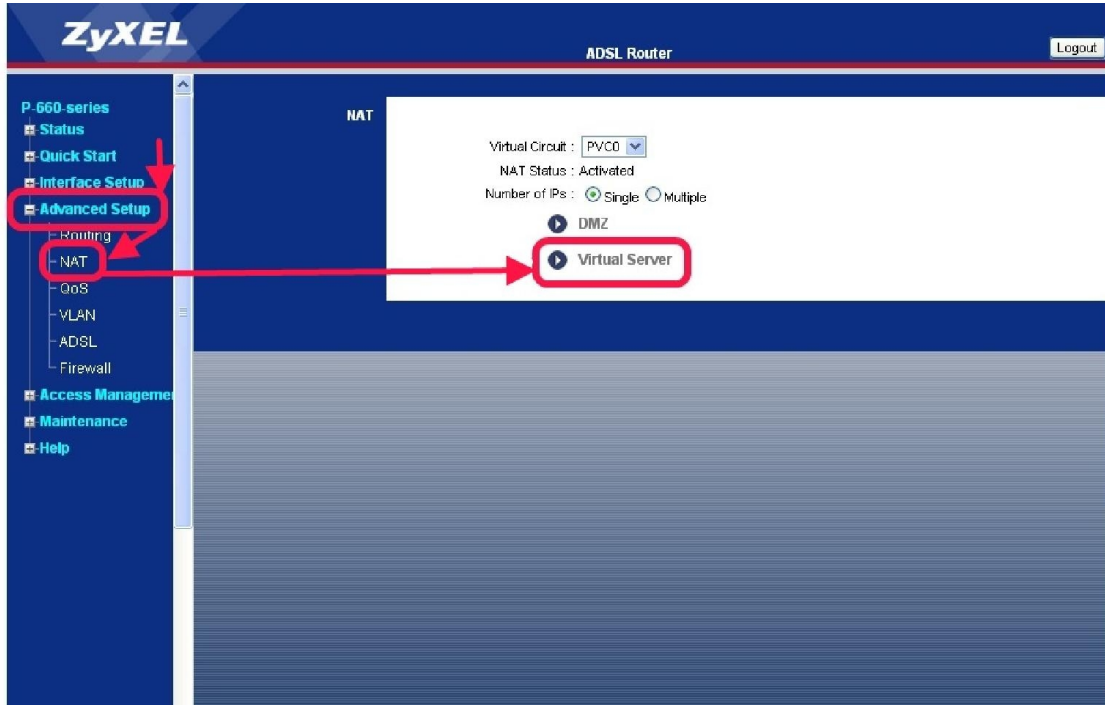 ZyXEL
ADSL Router
Logout
P-660-series
Status
Quick Start
Interface Setup
Advanced Setup
Routing
NAT
QoS
VLAN
ADSL
Firewall
Access Manageme
Maintenance
Help
NAT
Virtual Circuit : PVC0
NAT Status : Activated
Number of IPs : Single Multiple
DMZ
Virtual Server